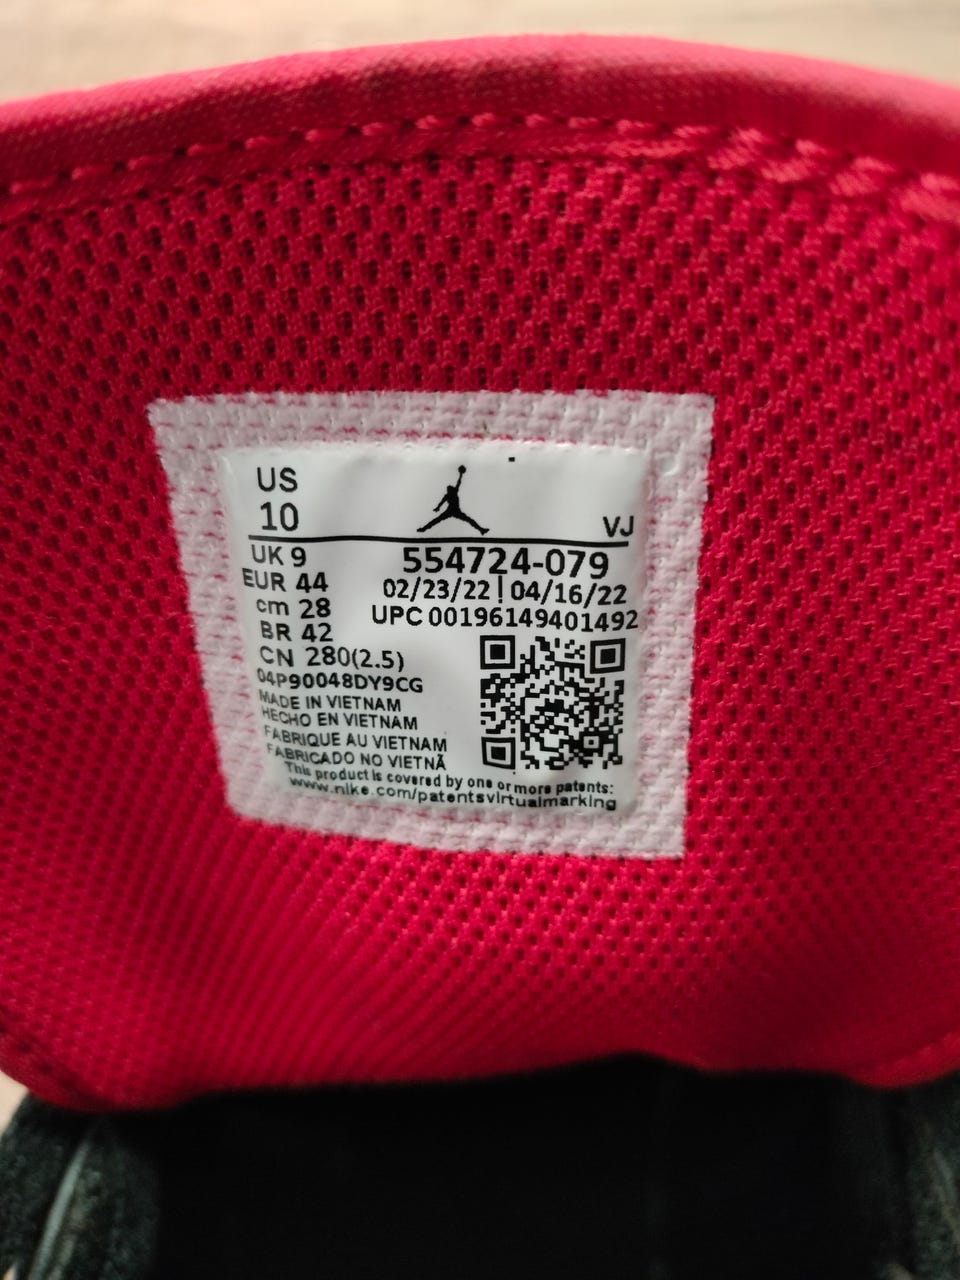 US
10
VJ
UK 9
554724-079
EUR 44
02/23/22 | 04/16/22
cm 28
UPC 00196149401492
BR 42
CN 280(2.5)
04P90048DY9CG
MADE IN VIETNAM
HECHO EN VIETNAM
FABRIQUE AU VIETNAM
FABRICADO NO VIETNÃ
This product is covered by one or more patents:
www.nike.com/patentsvirtualmarking